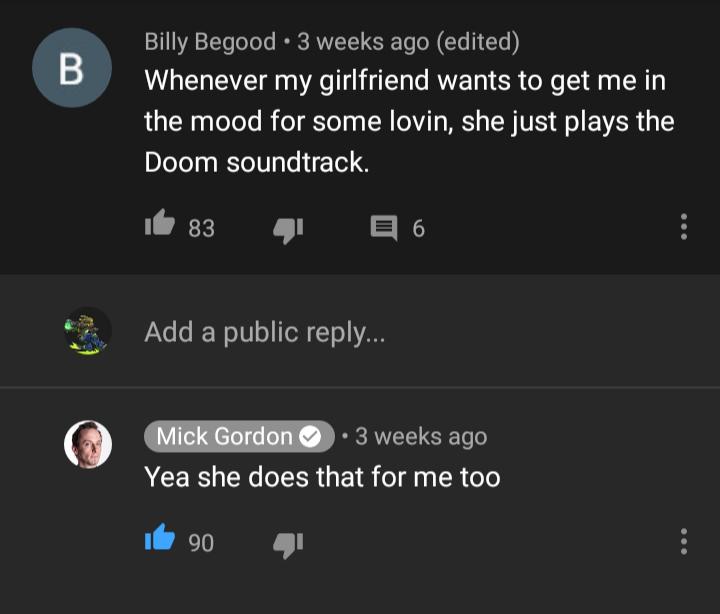 B
Billy Begood • 3 weeks ago (edited)
Whenever my girlfriend wants to get me in
the mood for some lovin, she just plays the
Doom soundtrack.
83
6
Add a public reply...
Mick Gordon • 3 weeks ago
Yea she does that for me too
90